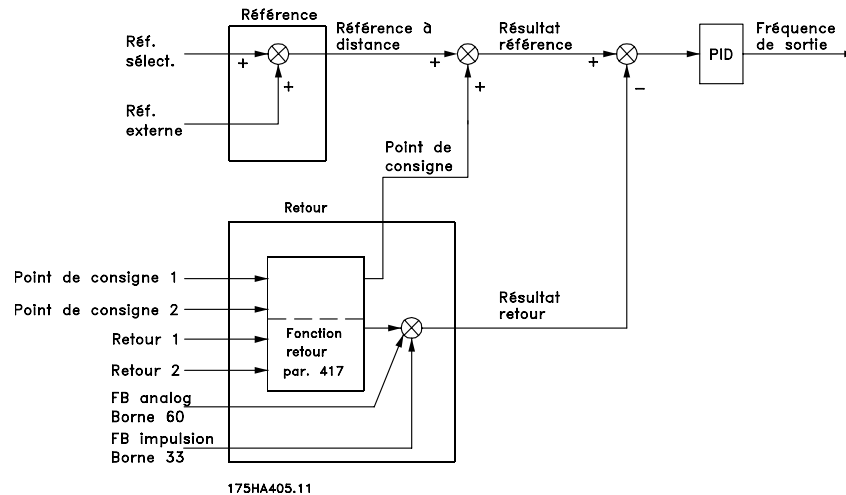 Référence
Réf.
sélect.
+
+
Réf.
externe
Référence à
distance
+
+
Résultat
référence
+
−
PID
Fréquence
de sortie
Point de
consigne
Retour
Point de consigne 1
Point de consigne 2
Retour 1
Retour 2
Fonction
retour
par. 417
FB analog
Borne 60
FB impulsion
Borne 33
Résultat
retour
175HA405.11